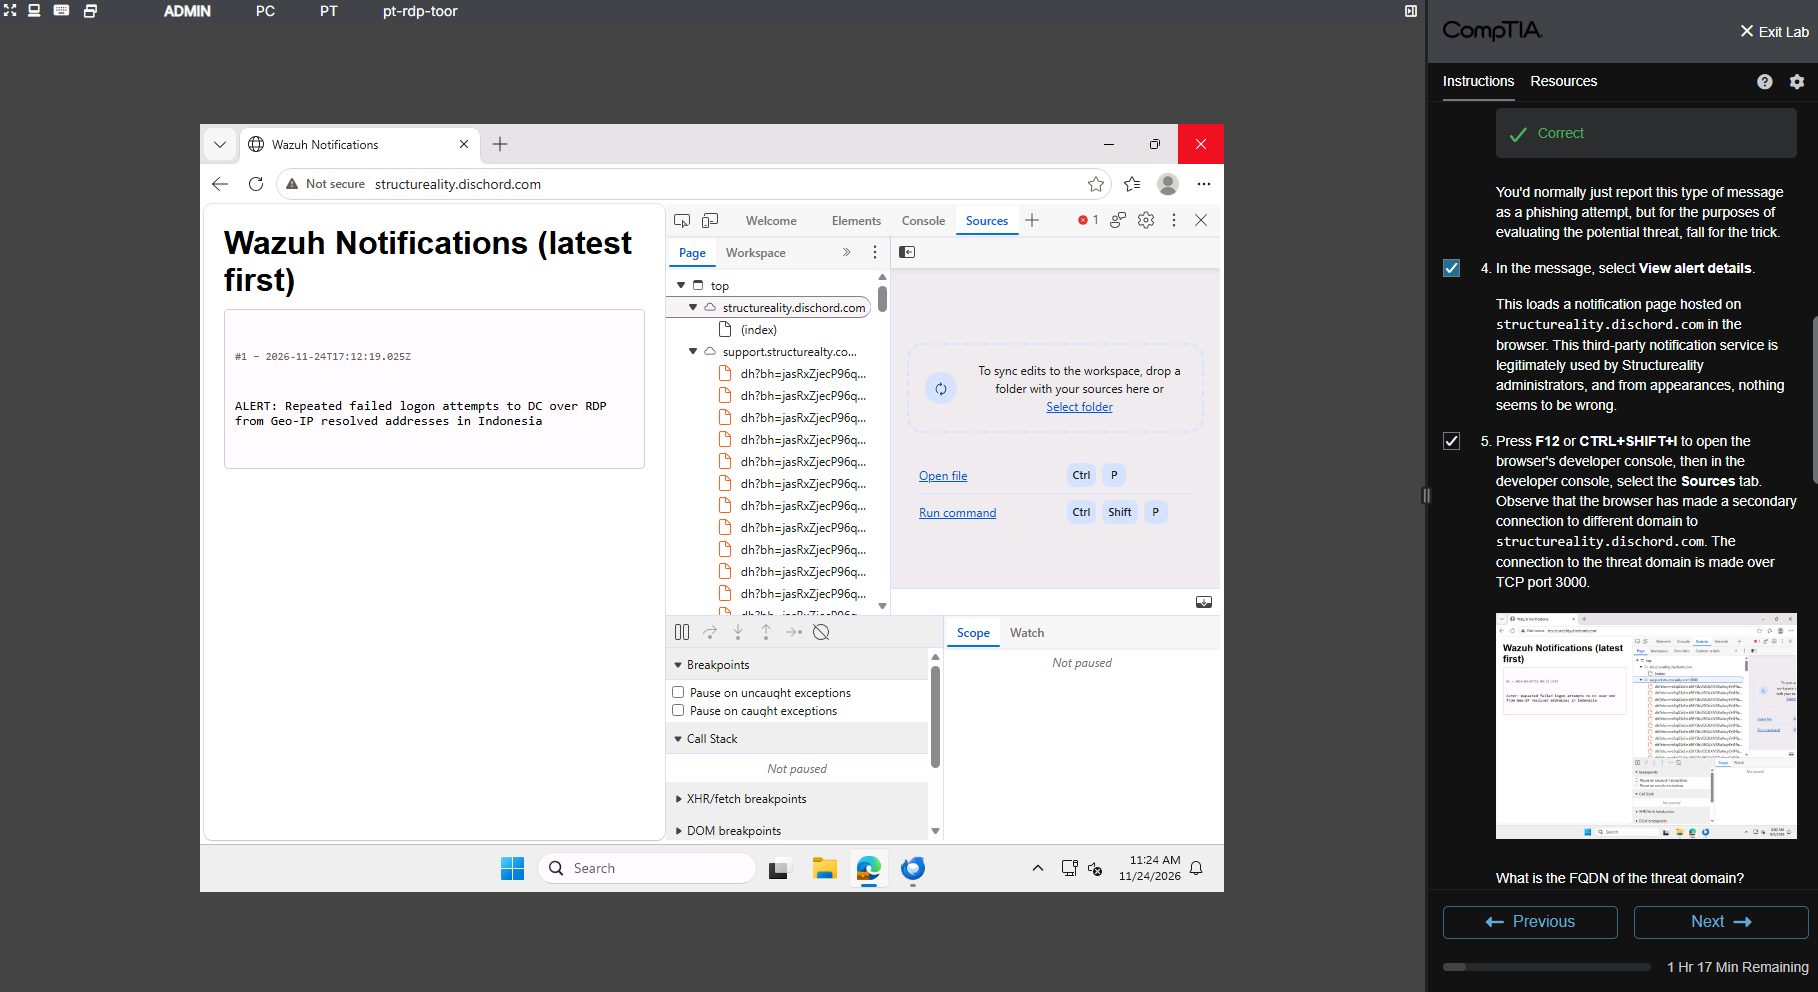 ADMIN PC PT pt-rdp-toor
CompTIA.
Exit Lab
Wazuh Notifications
Not secure structureality.dischord.com
Wazuh Notifications (latest
first)
#1 - 2026-11-24T17:12:19.025Z
ALERT: Repeated failed logon attempts to DC over RDP
from Geo-IP resolved addresses in Indonesia
Welcome Elements Console Sources 1
Page Workspace
top
structureality.dischord.com
(index)
support.structurealty.co...
dh?bh=jasRxZjecP96q...
dh?bh=jasRxZjecP96q...
dh?bh=jasRxZjecP96q...
dh?bh=jasRxZjecP96q...
dh?bh=jasRxZjecP96q...
dh?bh=jasRxZjecP96q...
dh?bh=jasRxZjecP96q...
dh?bh=jasRxZjecP96q...
dh?bh=jasRxZjecP96q...
dh?bh=jasRxZjecP96q...
dh?bh=jasRxZjecP96q...
To sync edits to the workspace, drop a
folder with your sources here or
Select folder
Open file Ctrl P
Run command Ctrl Shift P
Breakpoints
Pause on uncaught exceptions
Pause on caught exceptions
Call Stack
Not paused
XHR/fetch breakpoints
DOM breakpoints
Scope Watch
Not paused
Search
11:24 AM
11/24/2026
Instructions Resources
Correct
You'd normally just report this type of message
as a phishing attempt, but for the purposes of
evaluating the potential threat, fall for the trick.
4. In the message, select View alert details.
This loads a notification page hosted on
structureality.dischord.com in the
browser. This third-party notification service is
legitimately used by Structureality
administrators, and from appearances, nothing
seems to be wrong.
5. Press F12 or CTRL+SHIFT+I to open the
browser's developer console, then in the
developer console, select the Sources tab.
Observe that the browser has made a secondary
connection to different domain to
structureality.dischord.com. The
connection to the threat domain is made over
TCP port 3000.
Wazuh Notifications (latest
first)
What is the FQDN of the threat domain?
Previous Next
1 Hr 17 Min Remaining